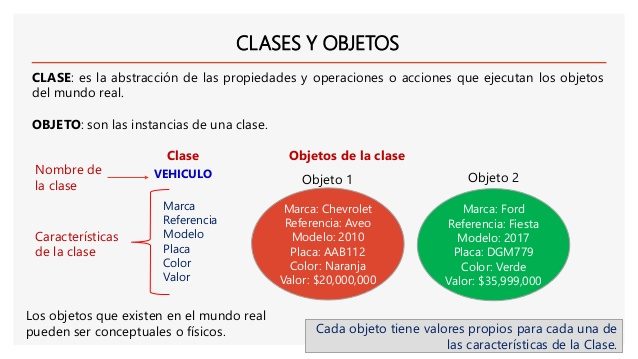 CLASES Y OBJETOS
CLASE: es la abstracción de las propiedades y operaciones o acciones que ejecutan los objetos
del mundo real.
OBJETO: son las instancias de una clase.
Clase
Objetos de la clase
Nombre de
la clase
VEHICULO
Objeto 1
Objeto 2
Características
de la clase
Marca
Referencia
Modelo
Placa
Color
Valor
Marca: Chevrolet
Referencia: Aveo
Modelo: 2010
Placa: AAB112
Color: Naranja
Valor: $20,000,000
Marca: Ford
Referencia: Fiesta
Modelo: 2017
Placa: DGM779
Color: Verde
Valor: $35,999,000
Los objetos que existen en el mundo real
pueden ser conceptuales o físicos.
Cada objeto tiene valores propios para cada una de
las características de la Clase.